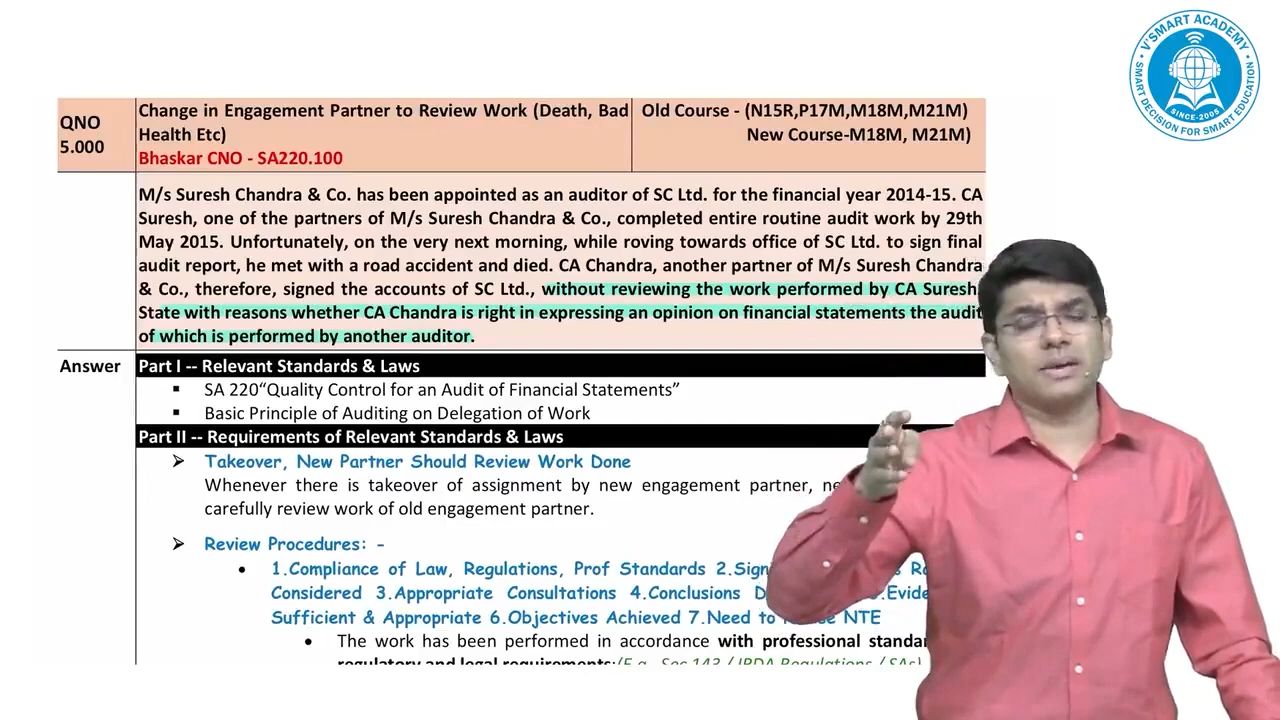 V'SMART ACADEMY
SMART DECISION FOR SMART EDUCATION
SINCE-2005
QNO
5.000
Change in Engagement Partner to Review Work (Death, Bad
Health Etc)
Bhaskar CNO - SA220.100
Old Course - (N15R,P17M,M18M,M21M)
New Course-M18M, M21M)
M/s Suresh Chandra & Co. has been appointed as an auditor of SC Ltd. for the financial year 2014-15. CA
Suresh, one of the partners of M/s Suresh Chandra & Co., completed entire routine audit work by 29th
May 2015. Unfortunately, on the very next morning, while roving towards office of SC Ltd. to sign final
audit report, he met with a road accident and died. CA Chandra, another partner of M/s Suresh Chandra
& Co., therefore, signed the accounts of SC Ltd., without reviewing the work performed by CA Suresh
State with reasons whether CA Chandra is right in expressing an opinion on financial statements the audit
of which is performed by another auditor.
Answer
Part I -- Relevant Standards & Laws
▪ SA 220“Quality Control for an Audit of Financial Statements”
▪ Basic Principle of Auditing on Delegation of Work
Part II -- Requirements of Relevant Standards & Laws
➢ Takeover, New Partner Should Review Work Done
Whenever there is takeover of assignment by new engagement partner,
carefully review work of old engagement partner.
➢ Review Procedures: -
• 1.Compliance of Law, Regulations, Prof Standards
Considered 3.Appropriate Consultations 4.Conclusions
Sufficient & Appropriate 6.Objectives Achieved 7.Need to NTE
• The work has been performed in accordance with professional
regulatory and legal requirements;(E.g., Sec 143 / IRDA Regulations / SAs)